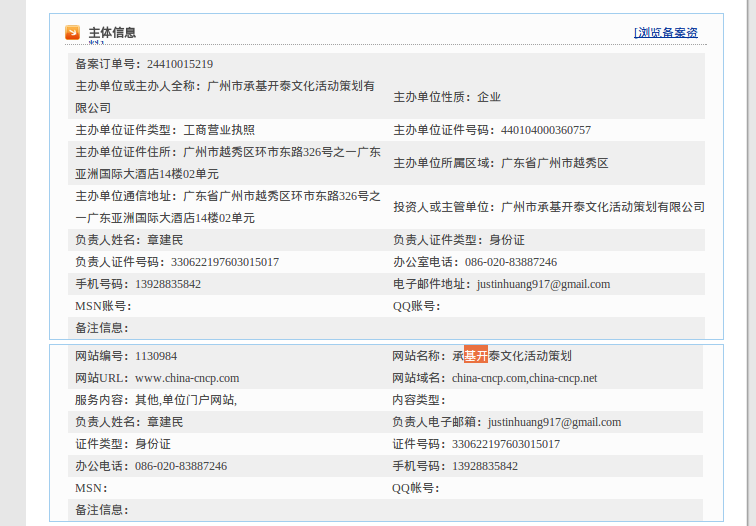 主体信息
[浏览备案资
料]
备案订单号：24410015219
主办单位或主办人全称：广州市承基开泰文化活动策划有
限公司
主办单位性质：企业
主办单位证件类型：工商营业执照
主办单位证件号码：440104000360757
主办单位证件住所：广州市越秀区环市东路326号之一广东
亚洲国际大酒店14楼02单元
主办单位所属区域：广东省广州市越秀区
主办单位通信地址：广东省广州市越秀区环市东路326号之
一广东亚洲国际大酒店14楼02单元
投资人或主管单位：广州市承基开泰文化活动策划有限公司
负责人姓名：章建民
负责人证件类型：身份证
负责人证件号码：330622197603015017
办公室电话：086-020-83887246
手机号码：13928835842
电子邮件地址：justinhuang917@gmail.com
MSN账号：
QQ账号：
备注信息：
网站编号：1130984
网站名称：承基开泰文化活动策划
网站URL：www.china-cncp.com
网站域名：china-cncp.com,china-cncp.net
服务内容：其他,单位门户网站,
内容类型：
负责人姓名：章建民
负责人电子邮箱：justinhuang917@gmail.com
证件类型：身份证
证件号码：330622197603015017
办公电话：086-020-83887246
手机号码：13928835842
MSN：
QQ帐号：
备注信息：